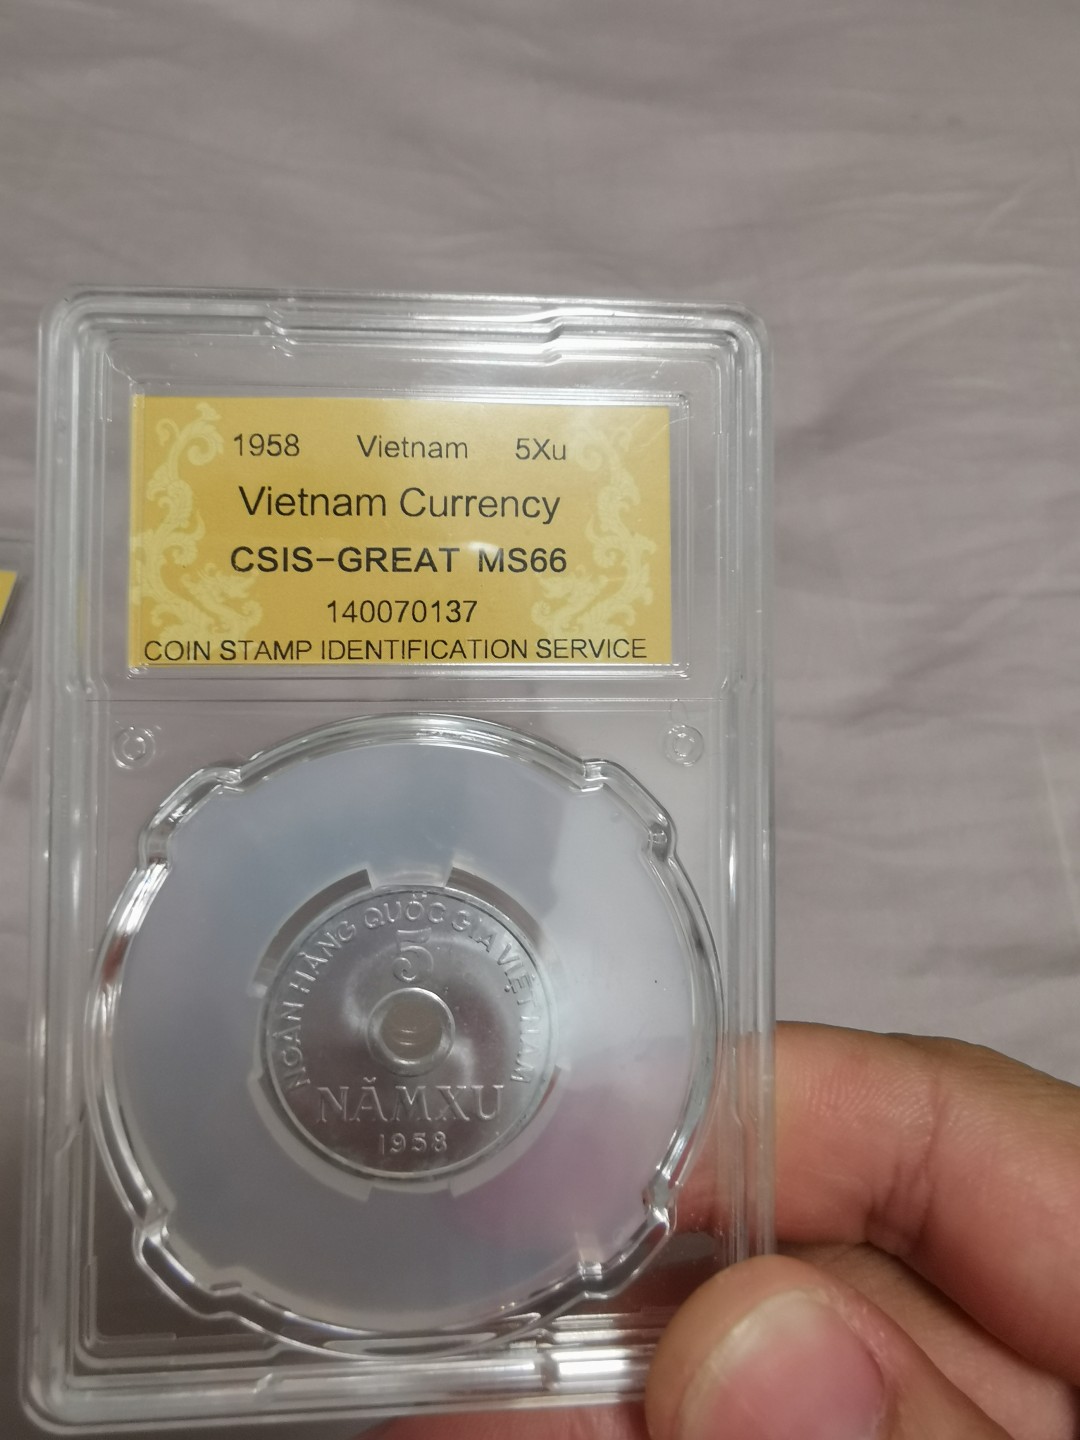 1958 Vietnam 5Xu
Vietnam Currency
CSIS-GREAT MS66
140070137
COIN STAMP IDENTIFICATION SERVICE
NGÂN HÀNG QUỐC GIA VIỆT NAM
5
NĂM XU
1958